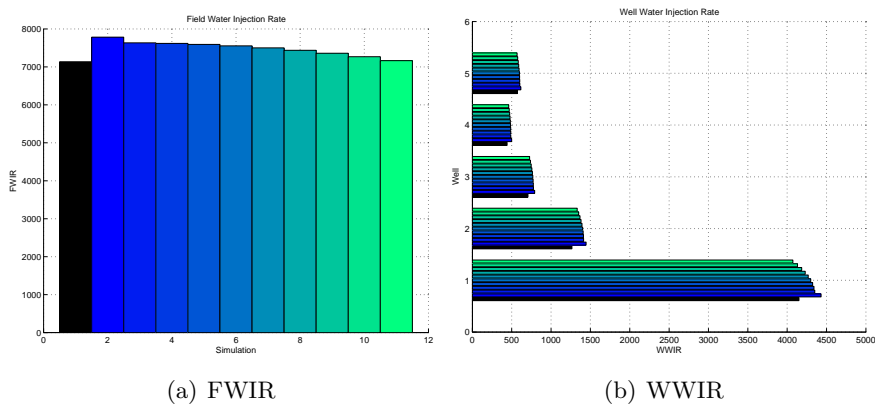 Field Water Injection Rate
8000
7000
6000
5000
4000
3000
2000
1000
0
FWIR
0 2 4 6 8 10 12
Simulation
(a) FWIR
Well Water Injection Rate
6
5
4
3
2
1
0
Well
0 500 1000 1500 2000 2500 3000 3500 4000 4500 5000
WWIR
(b) WWIR